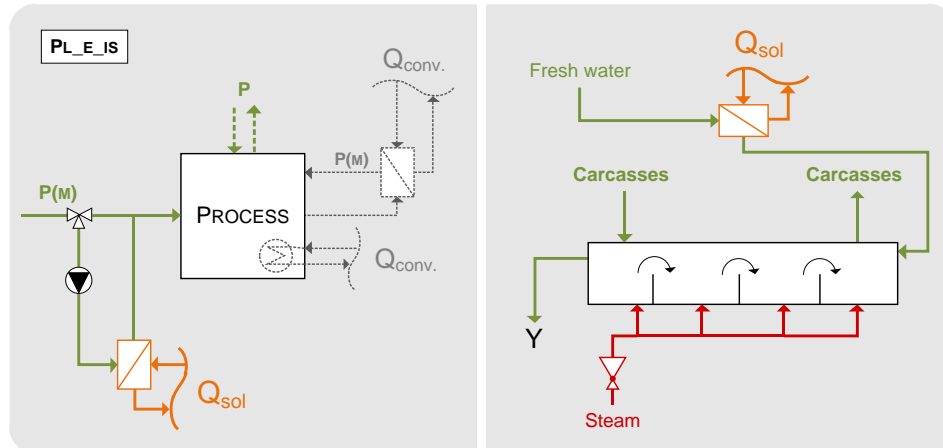 PL_E_IS
Qconv.
P
P(M)
P(M)
PROCESS
Qconv.
Qsol
Qsol
Fresh water
Carcasses
Carcasses
Y
Steam